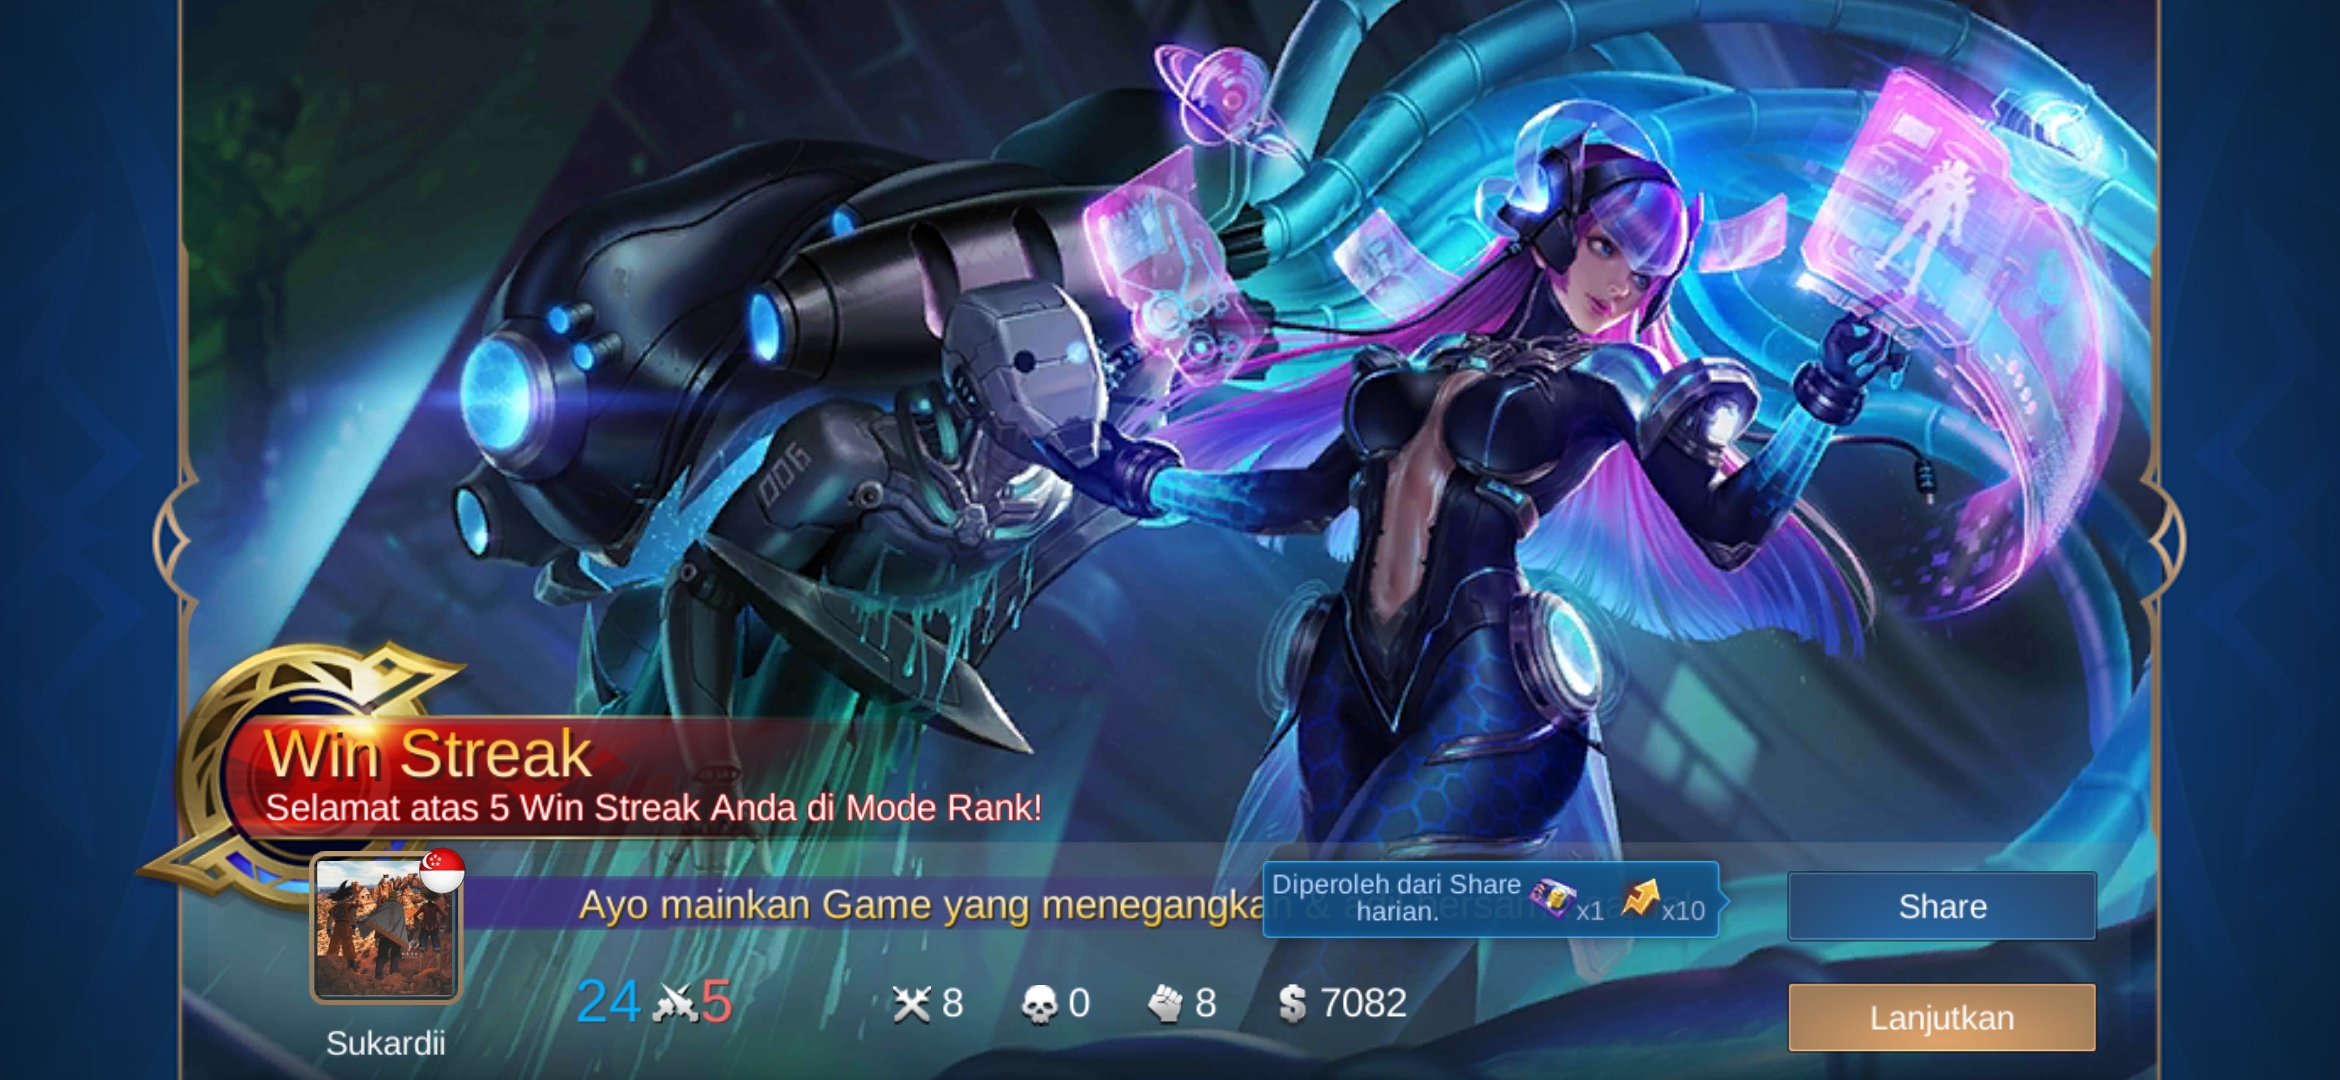 006
Win Streak
Selamat atas 5 Win Streak Anda di Mode Rank!
Ayo mainkan Game yang menegangka
Diperoleh dari Share
harian.
x1
x10
Share
24 5
8
0
8
$ 7082
Lanjutkan
Sukardii